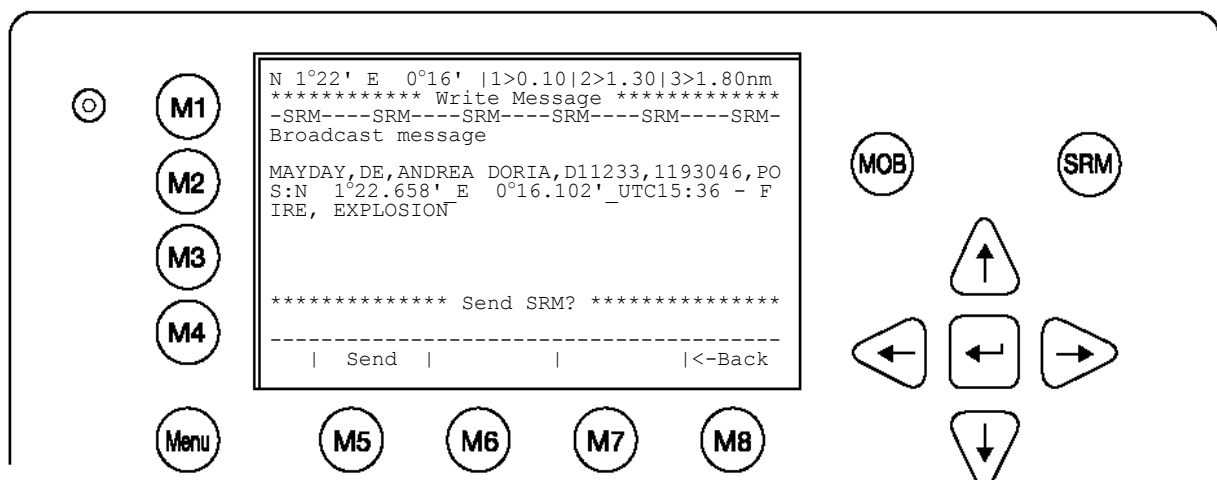 N 1°22' E  0°16' |1>0.10|2>1.30|3>1.80nm
************ Write Message *************
-SRM----SRM----SRM----SRM----SRM----SRM-
Broadcast message
MAYDAY,DE,ANDREA DORIA,D11233,1193046,PO
S:N  1°22.658'_E  0°16.102'_UTC15:36 - F
IRE, EXPLOSION
************** Send SRM? ***************
----------------------------------------
| Send | | |<-Back
M1
M2
M3
M4
Menu
M5
M6
M7
M8
MOB
SRM